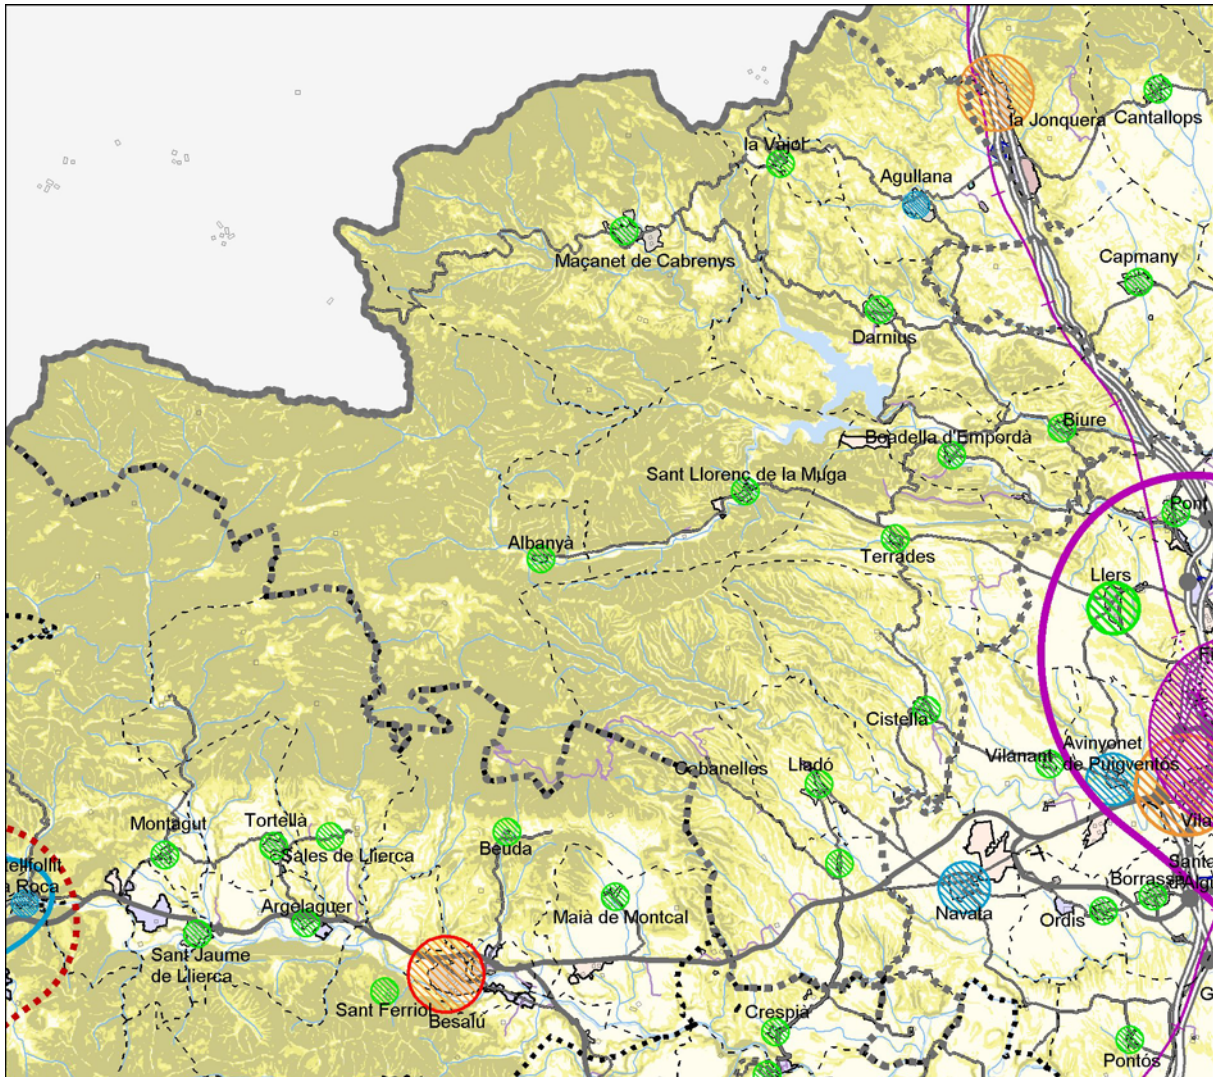 la Jonquera
Cantallops
la Vajol
Agullana
Maçanet de Cabrenys
Capmany
Darnius
Biure
Boadella d'Empordà
Sant Llorenç de la Muga
Pont
Albanyà
Terrades
Llers
Cistella
Vilanant
Avinyonet
de Puigventós
Cabanelles
Lladó
Vila
Montagut
Tortellà
Sales de Llierca
Beuda
Santa
Borrassà
Argelaguer
Maià de Montcal
Navata
Ordis
a Roca
Sant Jaume
de Llierca
Sant Ferriol
Besalú
Crespià
Pontós
G